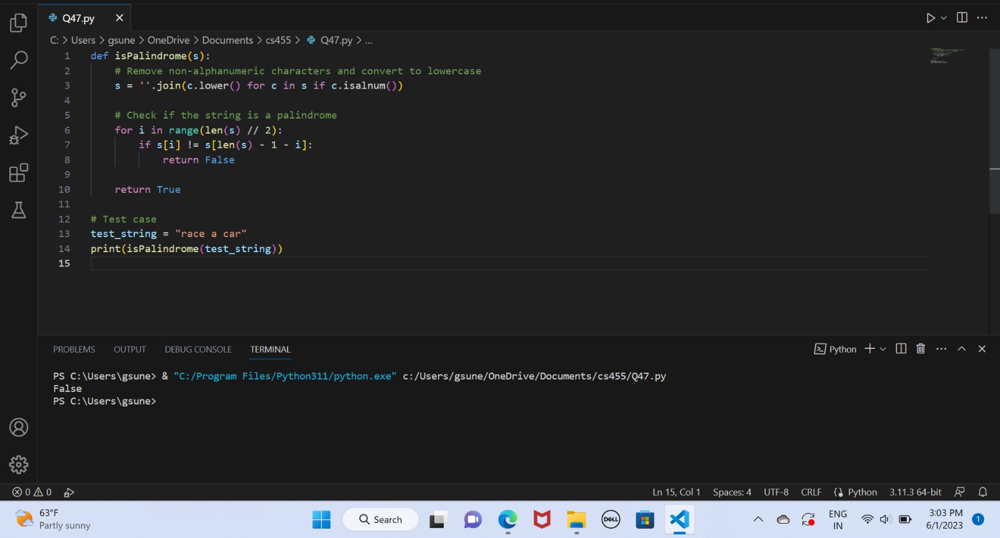 Q47.py
C: > Users > gsune > OneDrive > Documents > cs455 > Q47.py > ...
1 def isPalindrome(s):
2     # Remove non-alphanumeric characters and convert to lowercase
3     s = ''.join(c.lower() for c in s if c.isalnum())
4
5     # Check if the string is a palindrome
6     for i in range(len(s) // 2):
7         if s[i] != s[len(s) - 1 - i]:
8             return False
9
10     return True
11
12 # Test case
13 test_string = "race a car"
14 print(isPalindrome(test_string))
15
PROBLEMS OUTPUT DEBUG CONSOLE TERMINAL Python
PS C:\Users\gsune> & "C:/Program Files/Python311/python.exe" c:/Users/gsune/OneDrive/Documents/cs455/Q47.py
False
PS C:\Users\gsune>
0 0 Ln 15, Col 1 Spaces: 4 UTF-8 CRLF Python 3.11.3 64-bit
63°F
Partly sunny
Search
DELL
ENG
IN
3:03 PM
6/1/2023
1